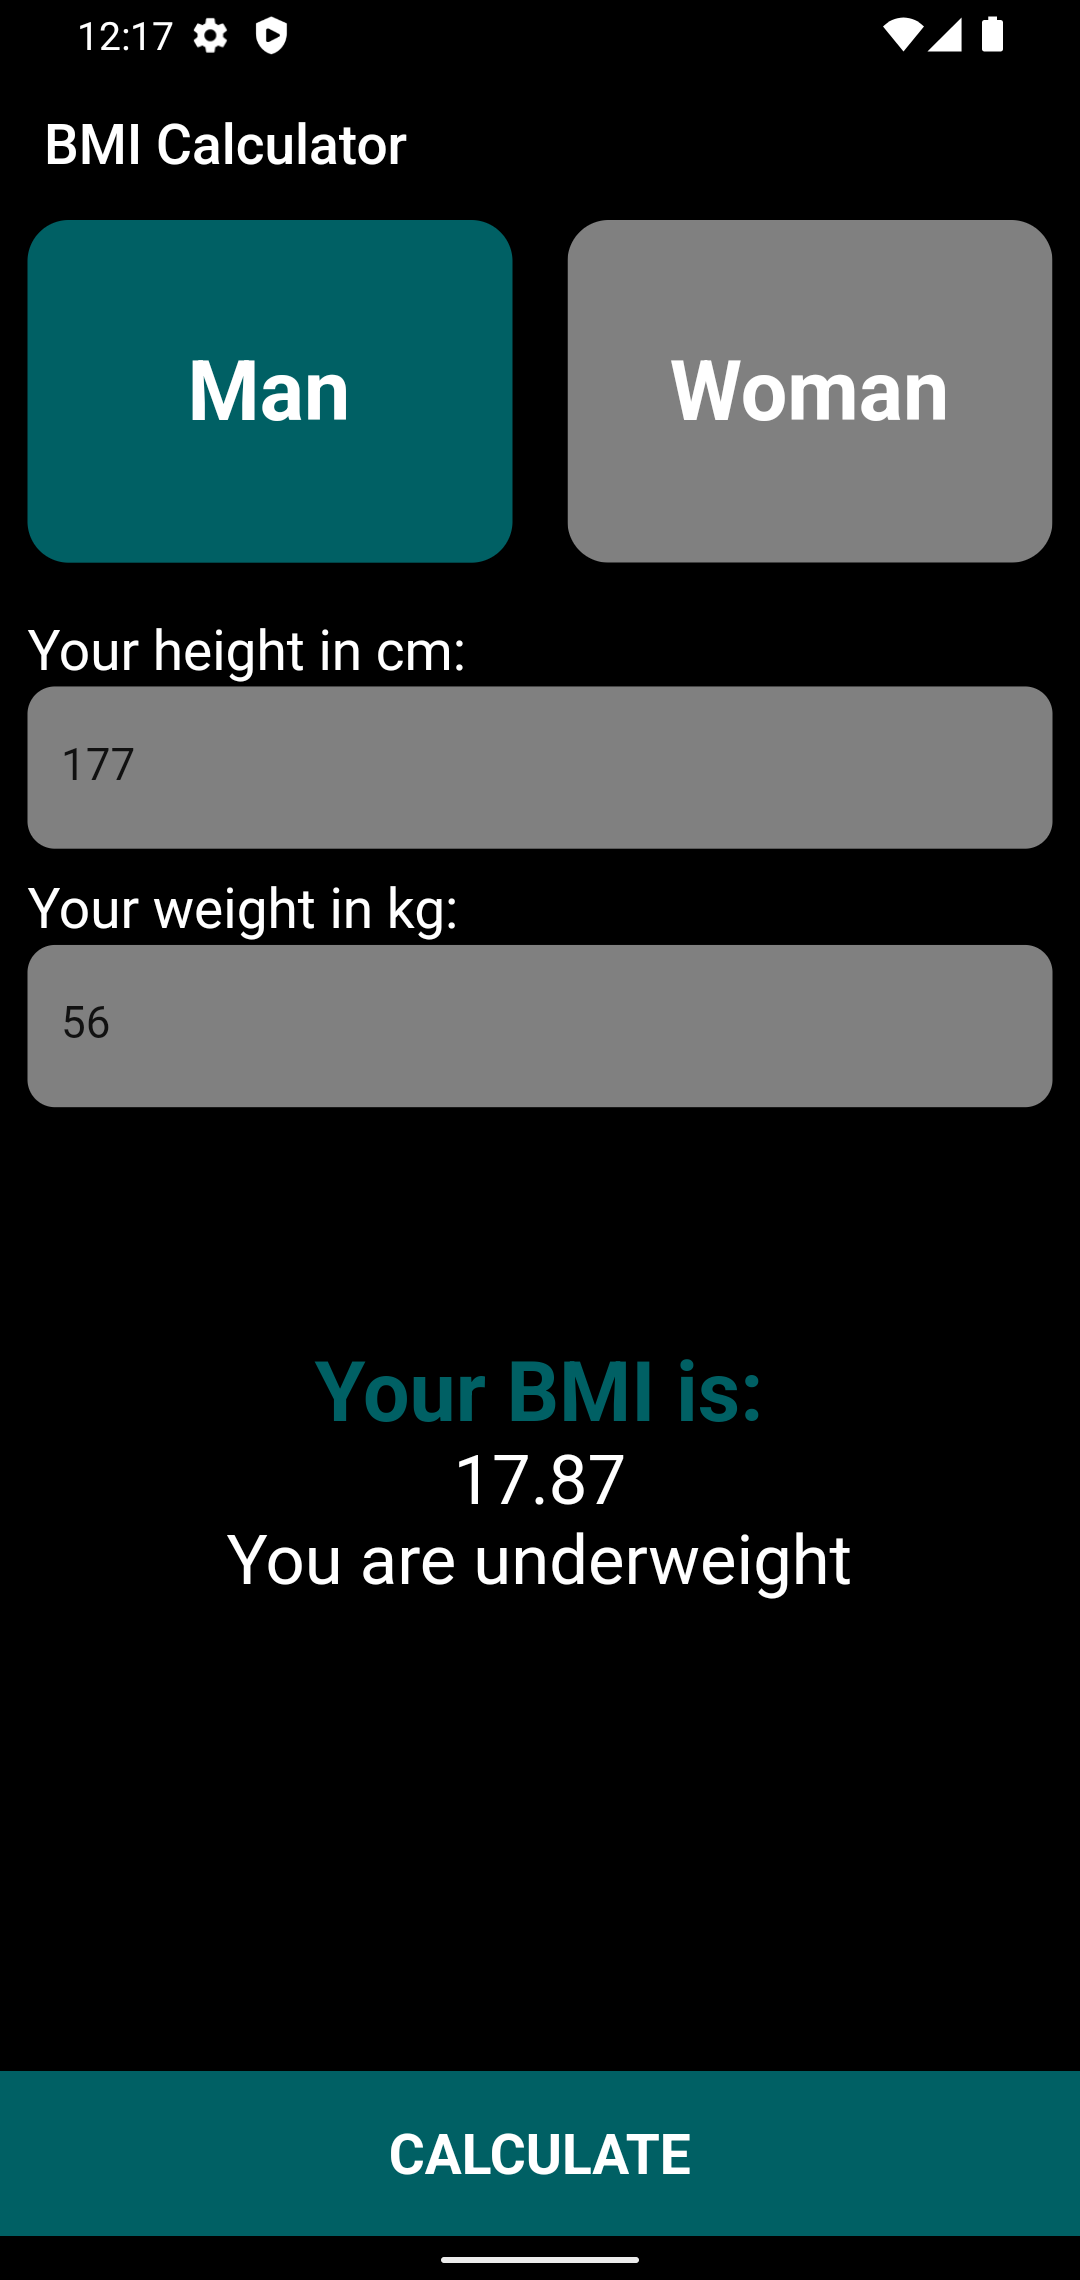 12:17
BMI Calculator
Man
Woman
Your height in cm:
177
Your weight in kg:
56
Your BMI is:
17.87
You are underweight
CALCULATE